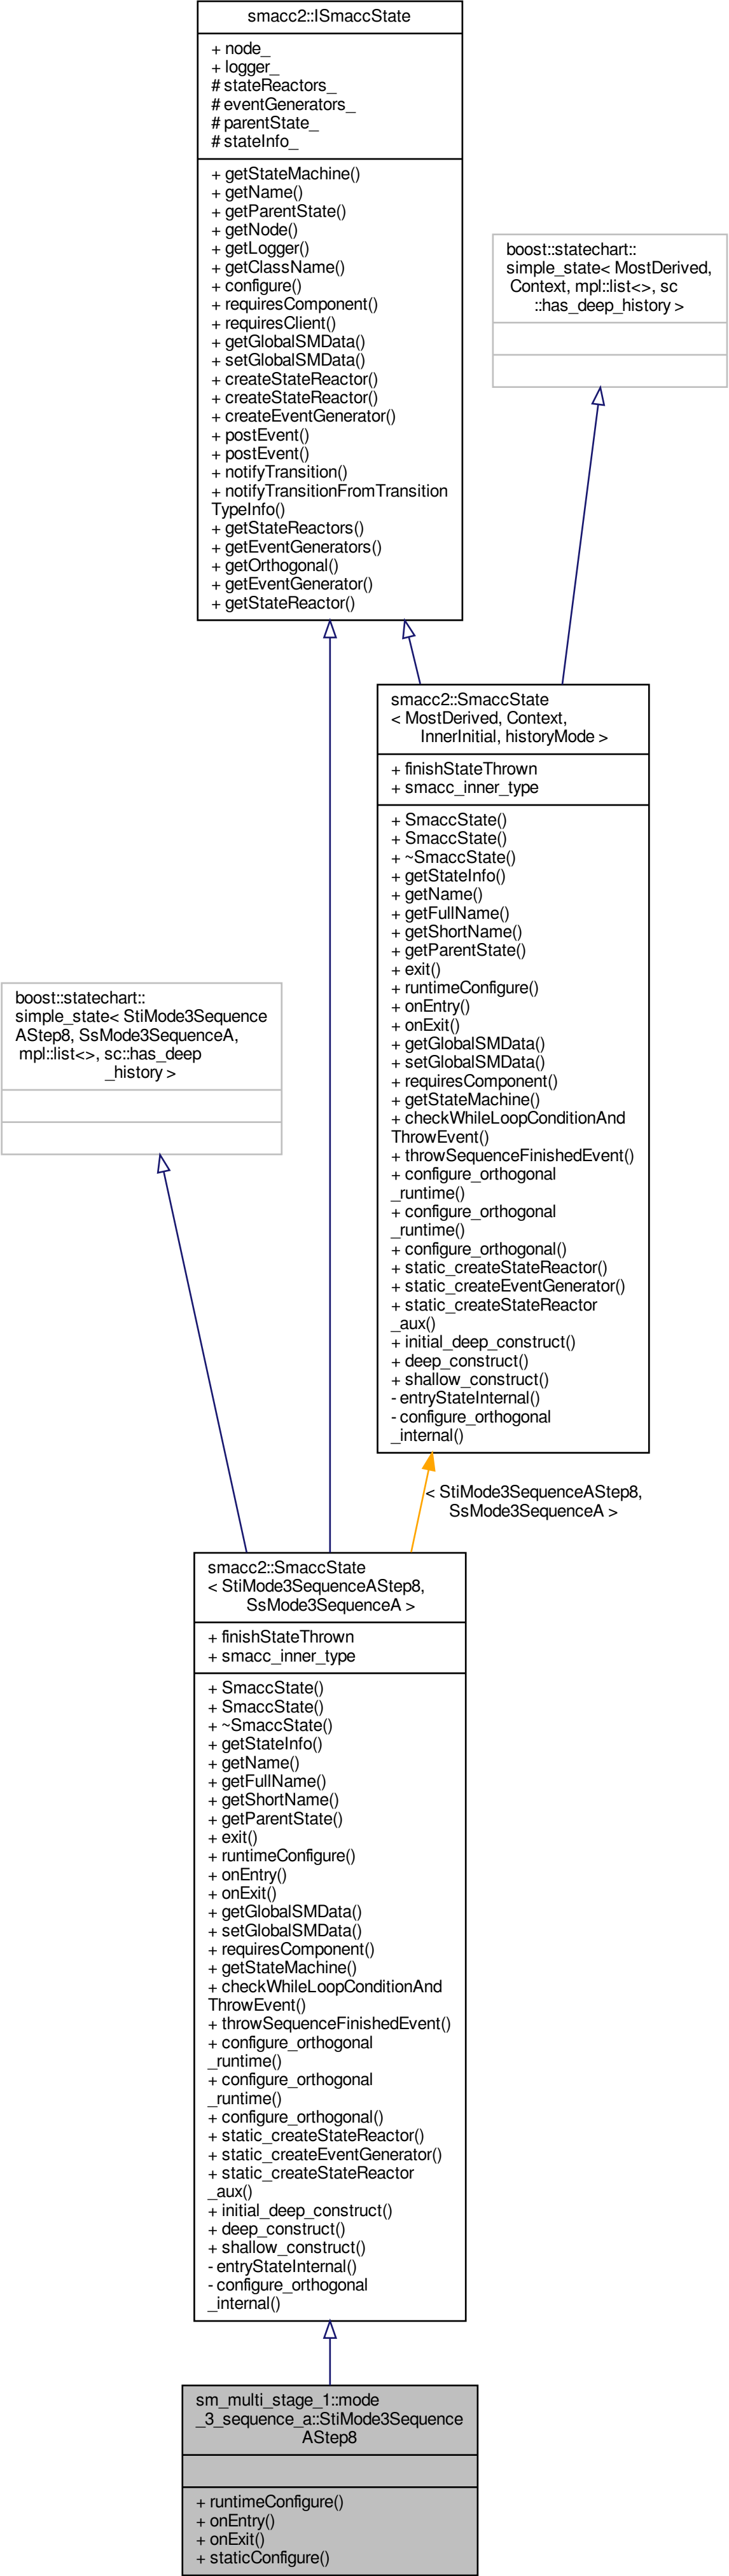 smacc2::ISmaccState
+ node_
+ logger_
# stateReactors_
# eventGenerators_
# parentState_
# stateInfo_
+ getStateMachine()
+ getName()
+ getParentState()
+ getNode()
+ getLogger()
+ getClassName()
+ configure()
+ requiresComponent()
+ requiresClient()
+ getGlobalSMData()
+ setGlobalSMData()
+ createStateReactor()
+ createStateReactor()
+ createEventGenerator()
+ postEvent()
+ postEvent()
+ notifyTransition()
+ notifyTransitionFromTransition
TypeInfo()
+ getStateReactors()
+ getEventGenerators()
+ getOrthogonal()
+ getEventGenerator()
+ getStateReactor()
boost::statechart::
simple_state< MostDerived,
Context, mpl::list<>, sc
::has_deep_history >
smacc2::SmaccState
< MostDerived, Context,
InnerInitial, historyMode >
+ finishStateThrown
+ smacc_inner_type
+ SmaccState()
+ SmaccState()
+ ~SmaccState()
+ getStateInfo()
+ getName()
+ getFullName()
+ getShortName()
+ getParentState()
+ exit()
+ runtimeConfigure()
+ onEntry()
+ onExit()
+ getGlobalSMData()
+ setGlobalSMData()
+ requiresComponent()
+ getStateMachine()
+ checkWhileLoopConditionAnd
ThrowEvent()
+ throwSequenceFinishedEvent()
+ configure_orthogonal
_runtime()
+ configure_orthogonal
_runtime()
+ configure_orthogonal()
+ static_createStateReactor()
+ static_createEventGenerator()
+ static_createStateReactor
_aux()
+ initial_deep_construct()
+ deep_construct()
+ shallow_construct()
- entryStateInternal()
- configure_orthogonal
_internal()
boost::statechart::
simple_state< StiMode3Sequence
AStep8, SsMode3SequenceA,
mpl::list<>, sc::has_deep
_history >
< StiMode3SequenceAStep8,
SsMode3SequenceA >
smacc2::SmaccState
< StiMode3SequenceAStep8,
SsMode3SequenceA >
+ finishStateThrown
+ smacc_inner_type
+ SmaccState()
+ SmaccState()
+ ~SmaccState()
+ getStateInfo()
+ getName()
+ getFullName()
+ getShortName()
+ getParentState()
+ exit()
+ runtimeConfigure()
+ onEntry()
+ onExit()
+ getGlobalSMData()
+ setGlobalSMData()
+ requiresComponent()
+ getStateMachine()
+ checkWhileLoopConditionAnd
ThrowEvent()
+ throwSequenceFinishedEvent()
+ configure_orthogonal
_runtime()
+ configure_orthogonal
_runtime()
+ configure_orthogonal()
+ static_createStateReactor()
+ static_createEventGenerator()
+ static_createStateReactor
_aux()
+ initial_deep_construct()
+ deep_construct()
+ shallow_construct()
- entryStateInternal()
- configure_orthogonal
_internal()
sm_multi_stage_1::mode
_3_sequence_a::StiMode3Sequence
AStep8
+ runtimeConfigure()
+ onEntry()
+ onExit()
+ staticConfigure()